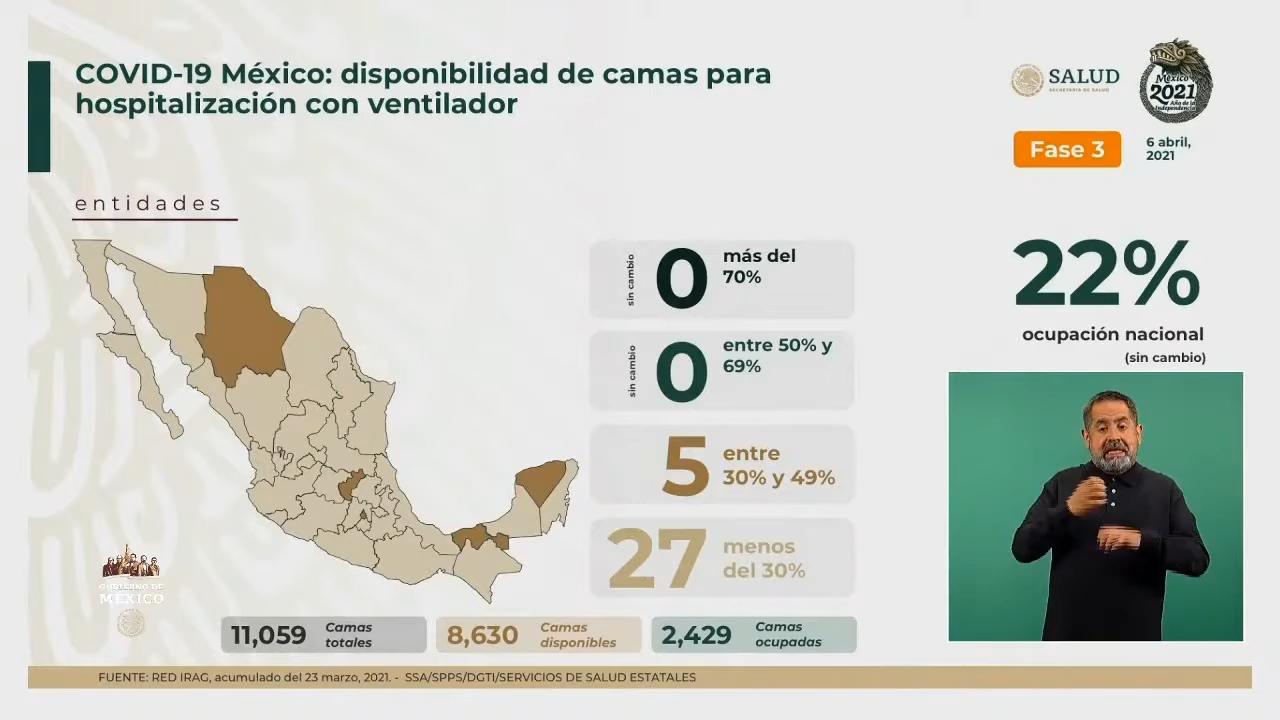 COVID-19 México: disponibilidad de camas para
hospitalización con ventilador
SALUD
SECRETARÍA DE SALUD
México
2021
Año de la
Independencia
Fase 3
6 abril,
2021
entidades
sin cambio
0
más del
70%
sin cambio
0
entre 50% y
69%
5
entre
30% y 49%
27
menos
del 30%
22%
ocupación nacional
(sin cambio)
GOBIERNO DE
MÉXICO
11,059
Camas
totales
8,630
Camas
disponibles
2,429
Camas
ocupadas
FUENTE: RED IRAG, acumulado del 23 marzo, 2021. - SSA/SPPS/DGTI/SERVICIOS DE SALUD ESTATALES